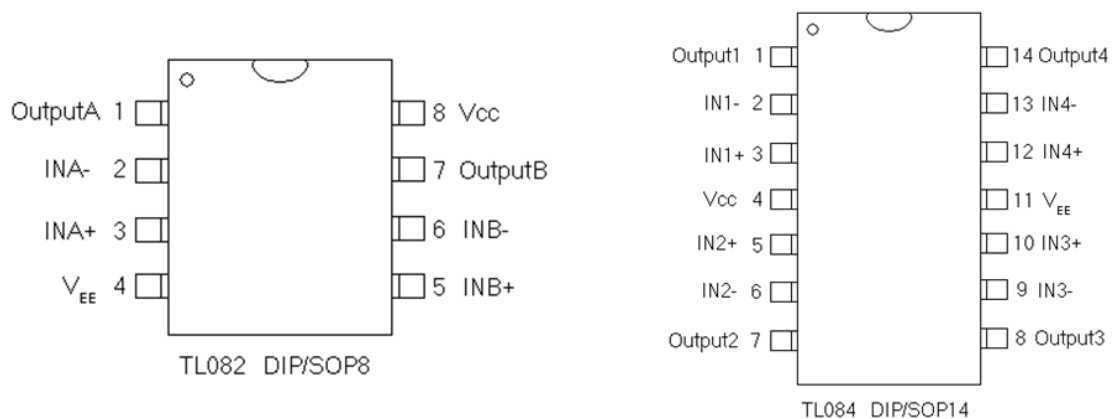 OutputA 1
INA- 2
INA+ 3
VEE 4
8 Vcc
7 OutputB
6 INB-
5 INB+
TL082 DIP/SOP8
Output1 1
IN1- 2
IN1+ 3
Vcc 4
IN2+ 5
IN2- 6
Output2 7
14 Output4
13 IN4-
12 IN4+
11 VEE
10 IN3+
9 IN3-
8 Output3
TL084 DIP/SOP14